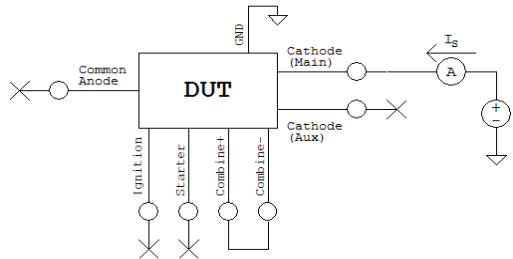 GND
Cathode
(Main)
I_S
Common
Anode
DUT
A
+
−
Cathode
(Aux)
Ignition
Starter
Combine+
Combine-